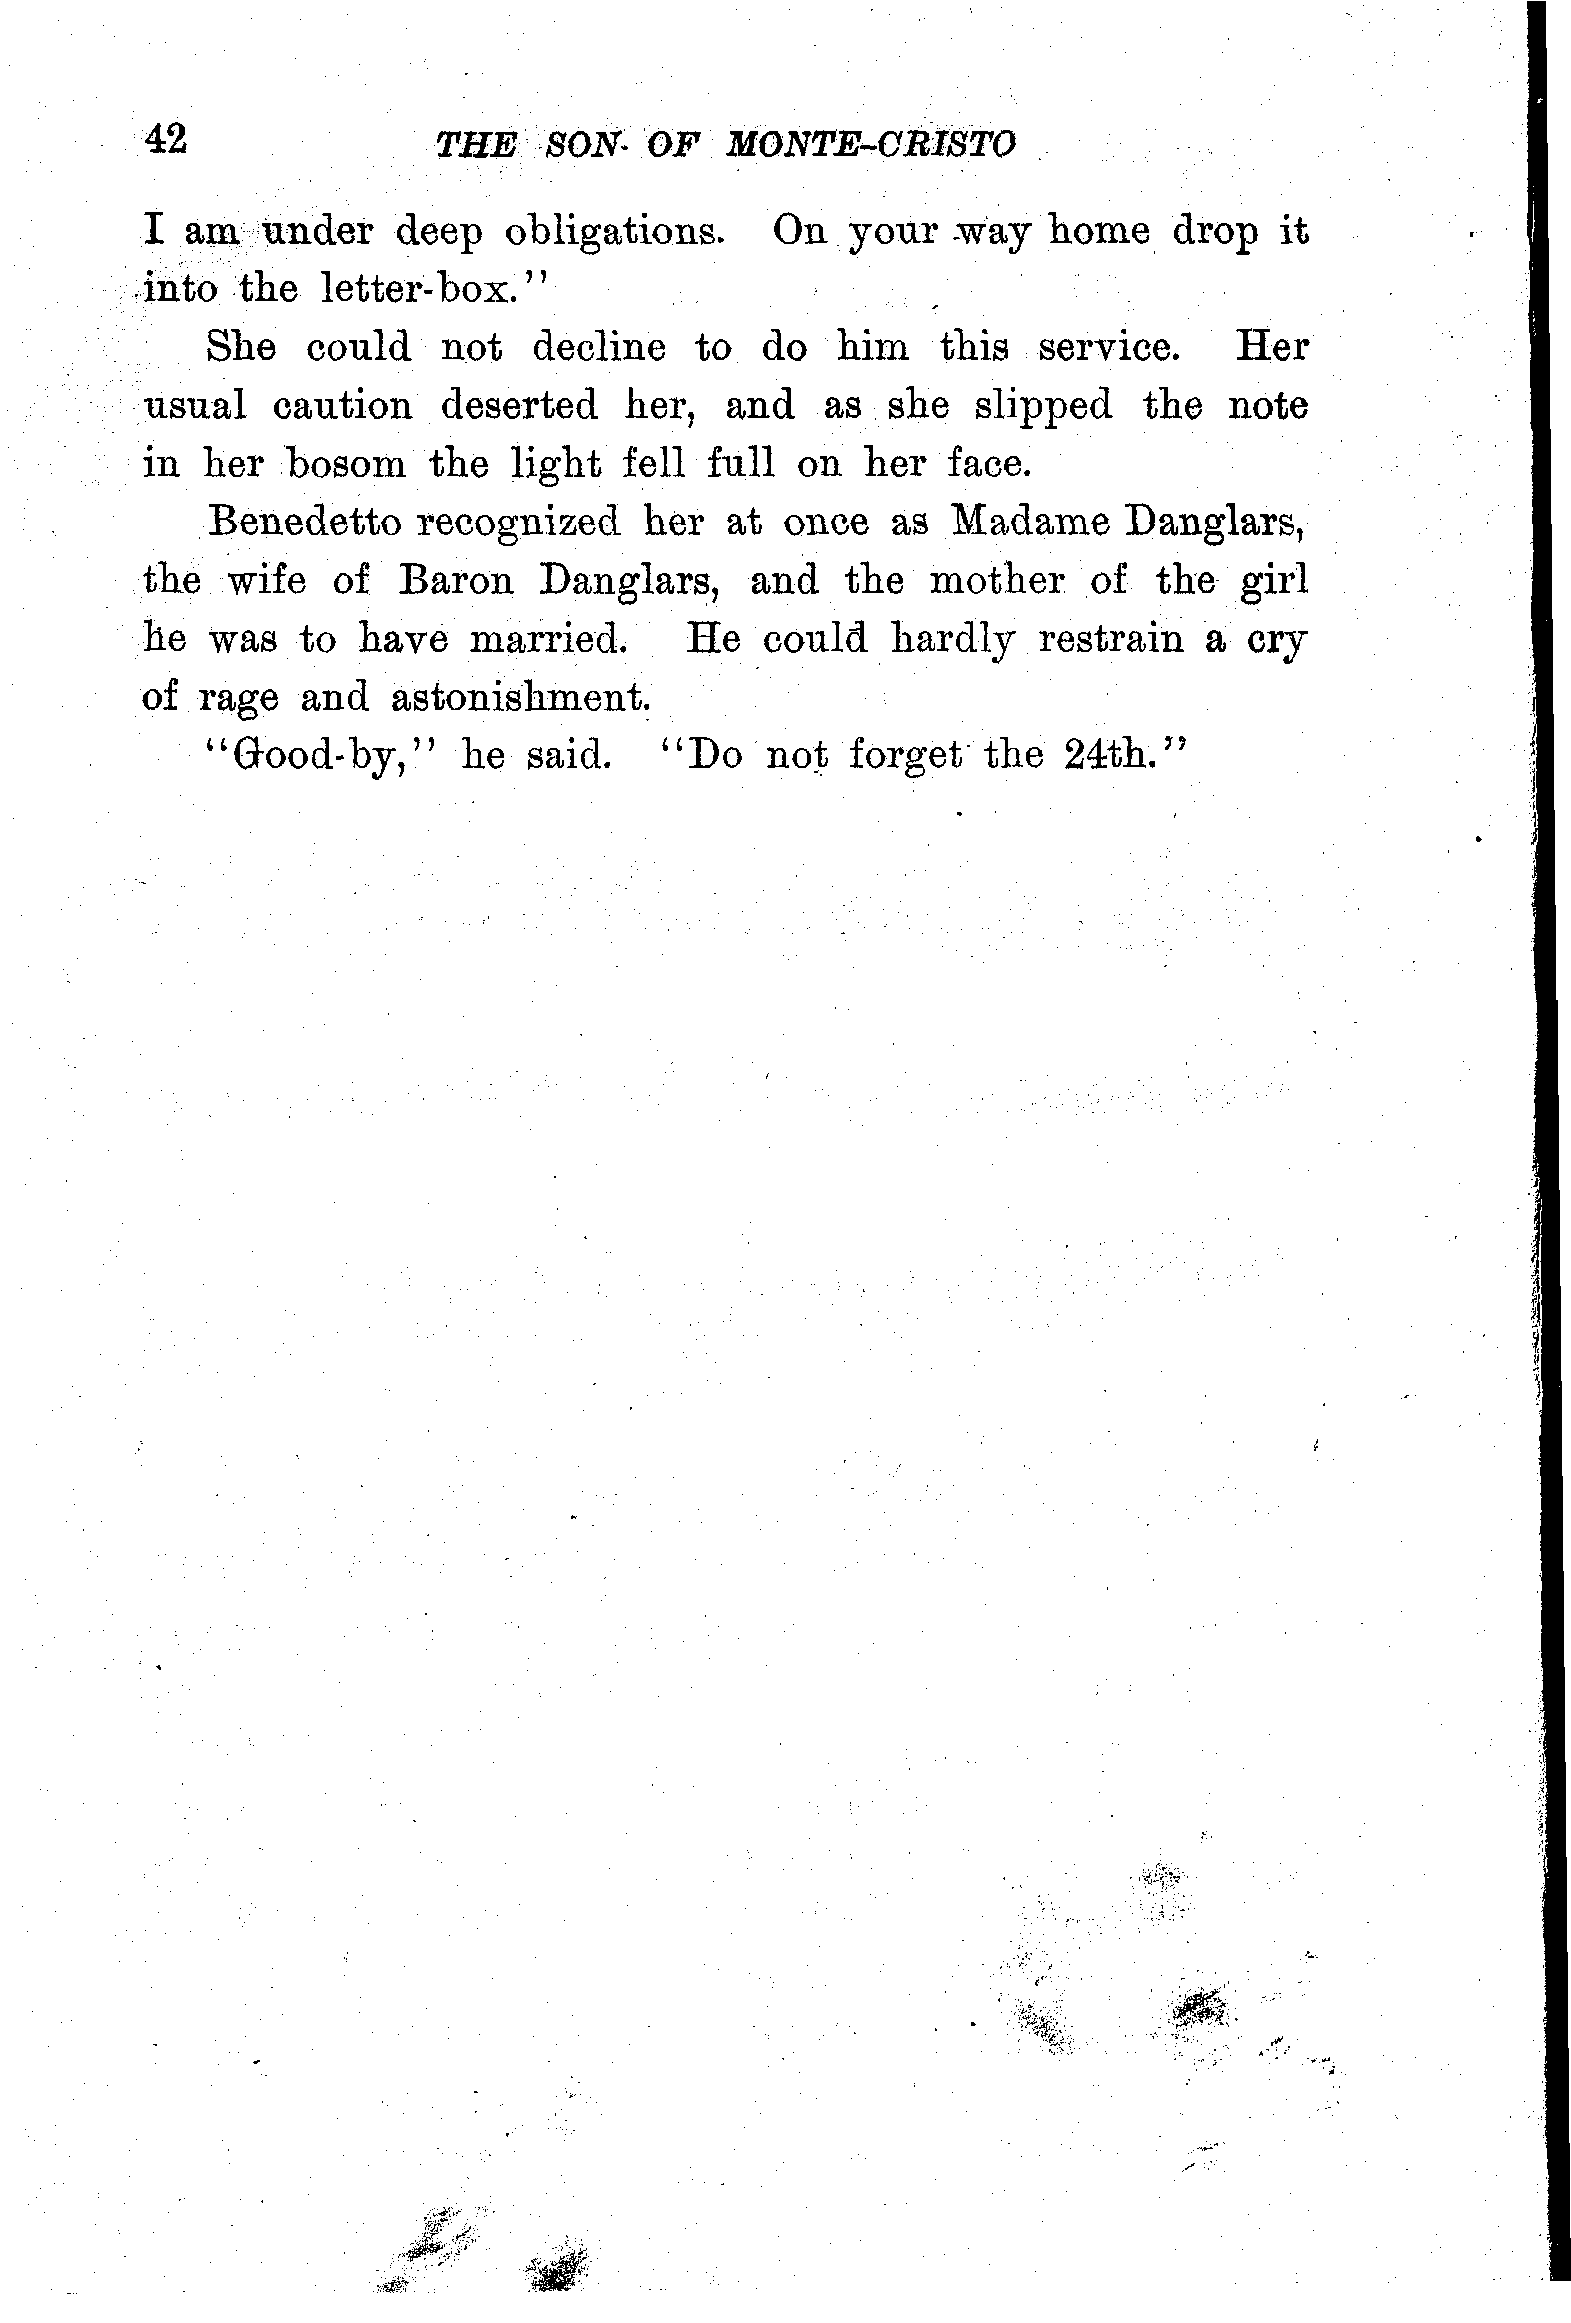 42 THE SON OF MONTE-CRISTO
I am under deep obligations. On your way home drop it
into the letter-box."
She could not decline to do him this service. Her
usual caution deserted her, and as she slipped the note
in her bosom the light fell full on her face.
Benedetto recognized her at once as Madame Danglars,
the wife of Baron Danglars, and the mother of the girl
he was to have married. He could hardly restrain a cry
of rage and astonishment.
"Good-by," he said. "Do not forget the 24th."